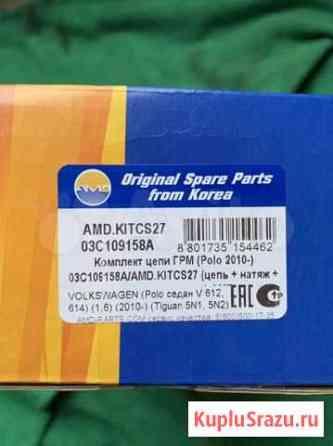 AMD
Original Spare Parts
from Korea
AMD.KITCS27
03C109158A
8 801735 154462
Комплект цепи ГРМ (Polo 2010-)
03C109158A/AMD.KITCS27 (цепь + натяж +
VOLKSWAGEN (Polo седан V 612,
614) (1.6) (2010-) (Tiguan 5N1, 5N2)
EAC
KupluSrazu.ru